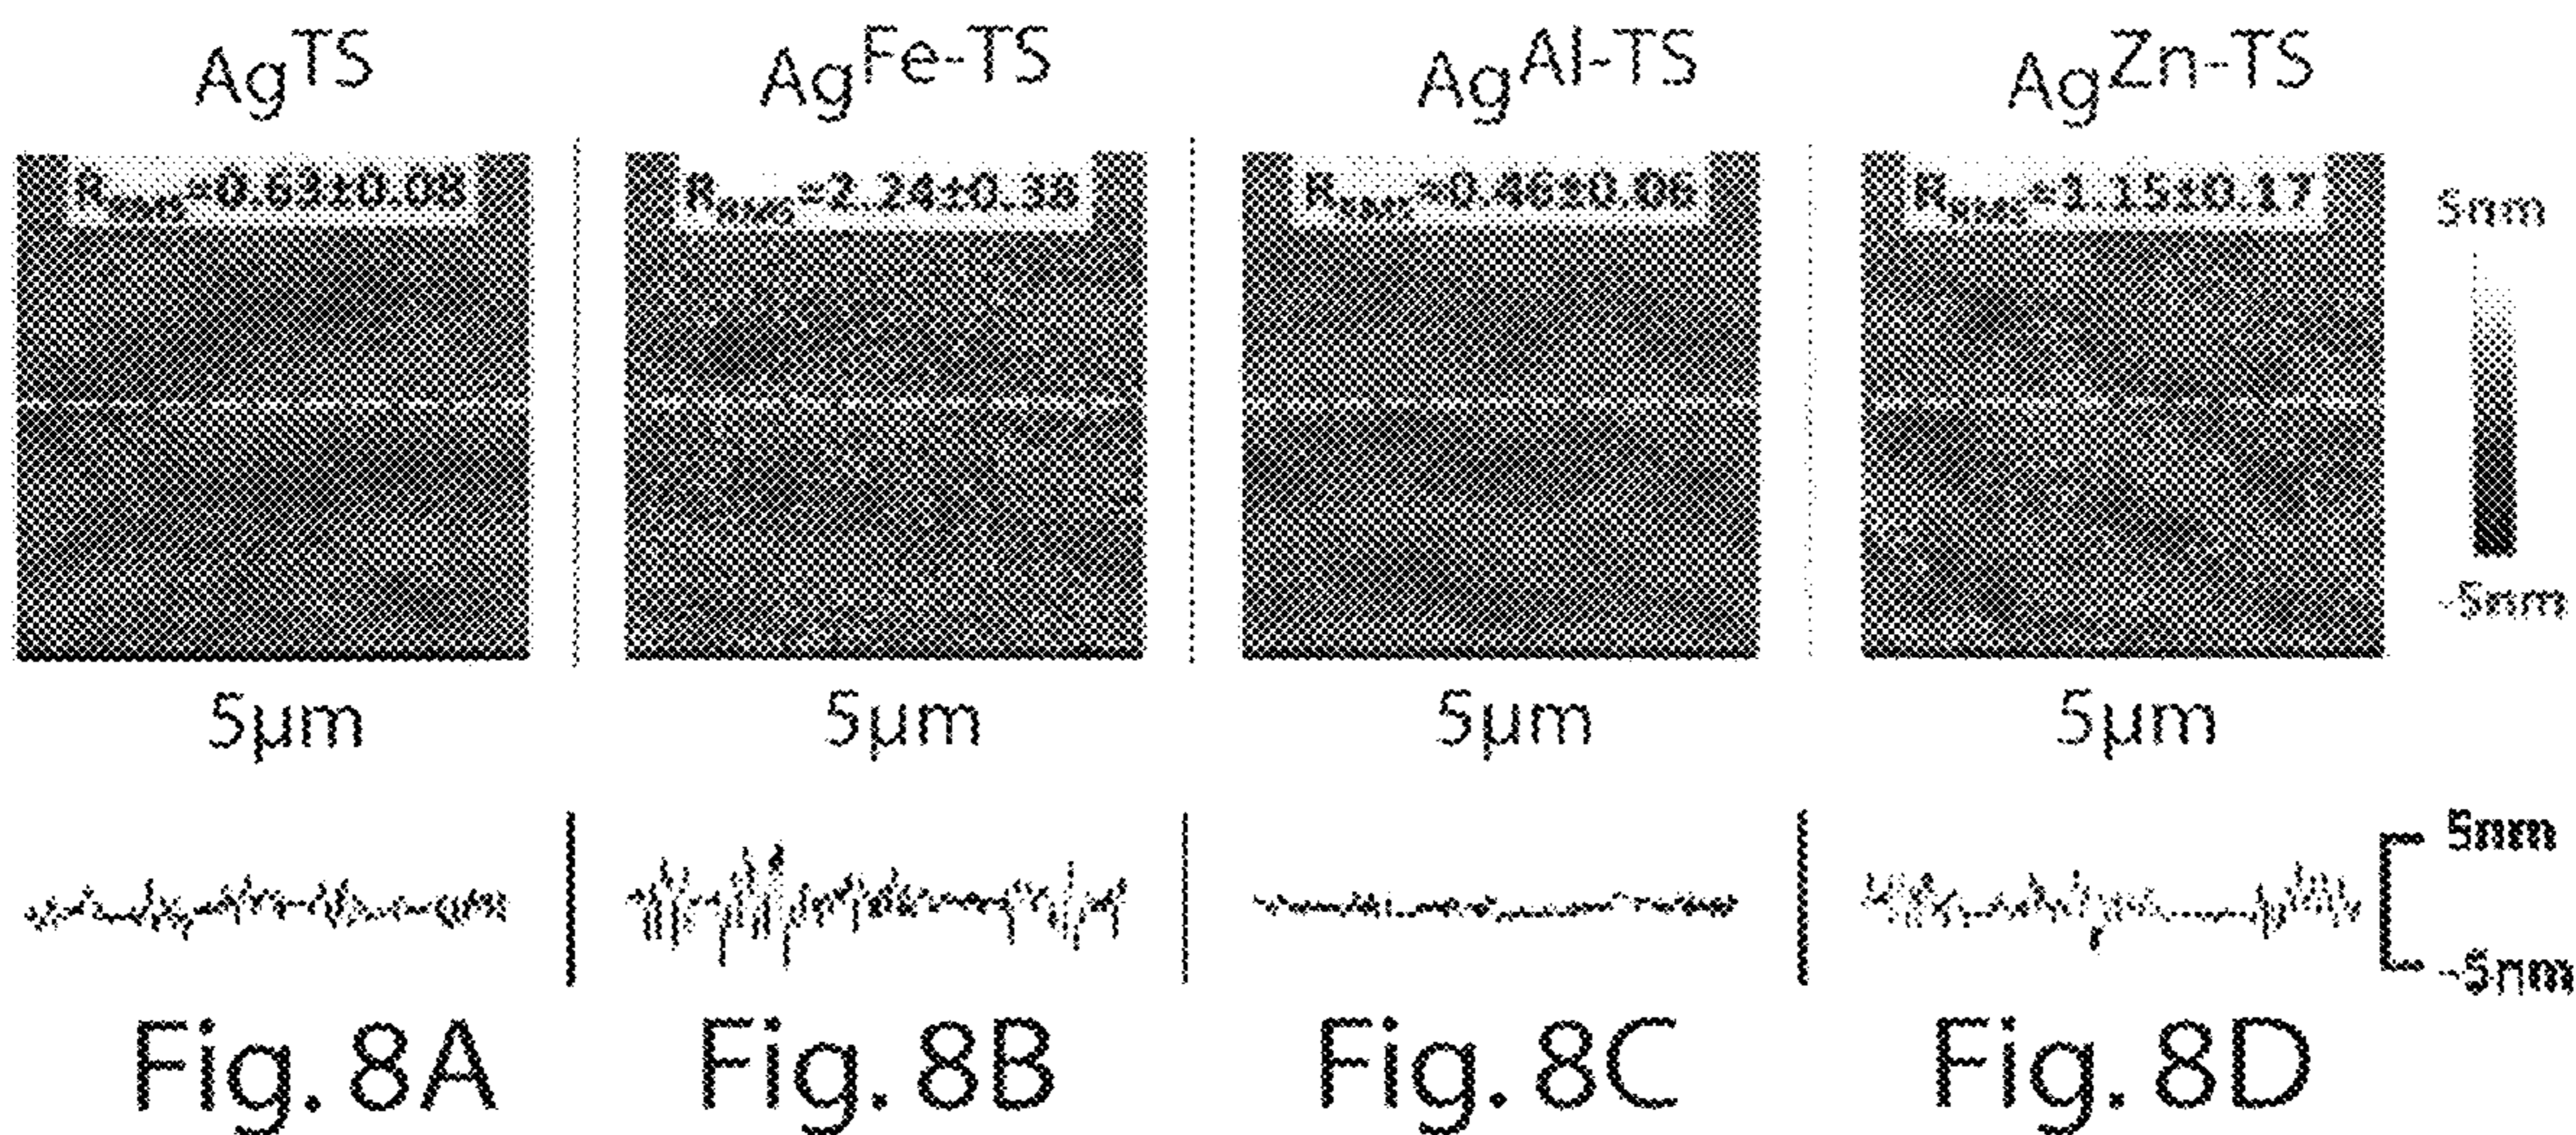 Ag^TS Ag^Fe-TS Ag^Al-TS Ag^Zn-TS
R_RMS=0.63±0.08 R_RMS=2.24±0.38 R_RMS=0.46±0.06 R_RMS=1.15±0.17
5nm
-5nm
5µm 5µm 5µm 5µm
5nm
-5nm
Fig. 8A Fig. 8B Fig. 8C Fig. 8D